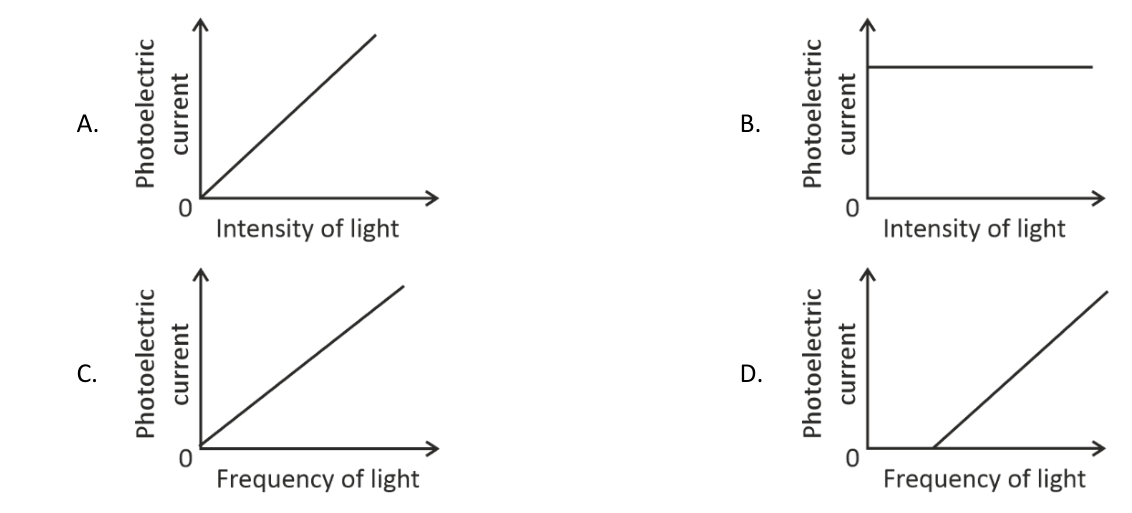 A.
Photoelectric
current
0
Intensity of light
B.
Photoelectric
current
0
Intensity of light
C.
Photoelectric
current
0
Frequency of light
D.
Photoelectric
current
0
Frequency of light